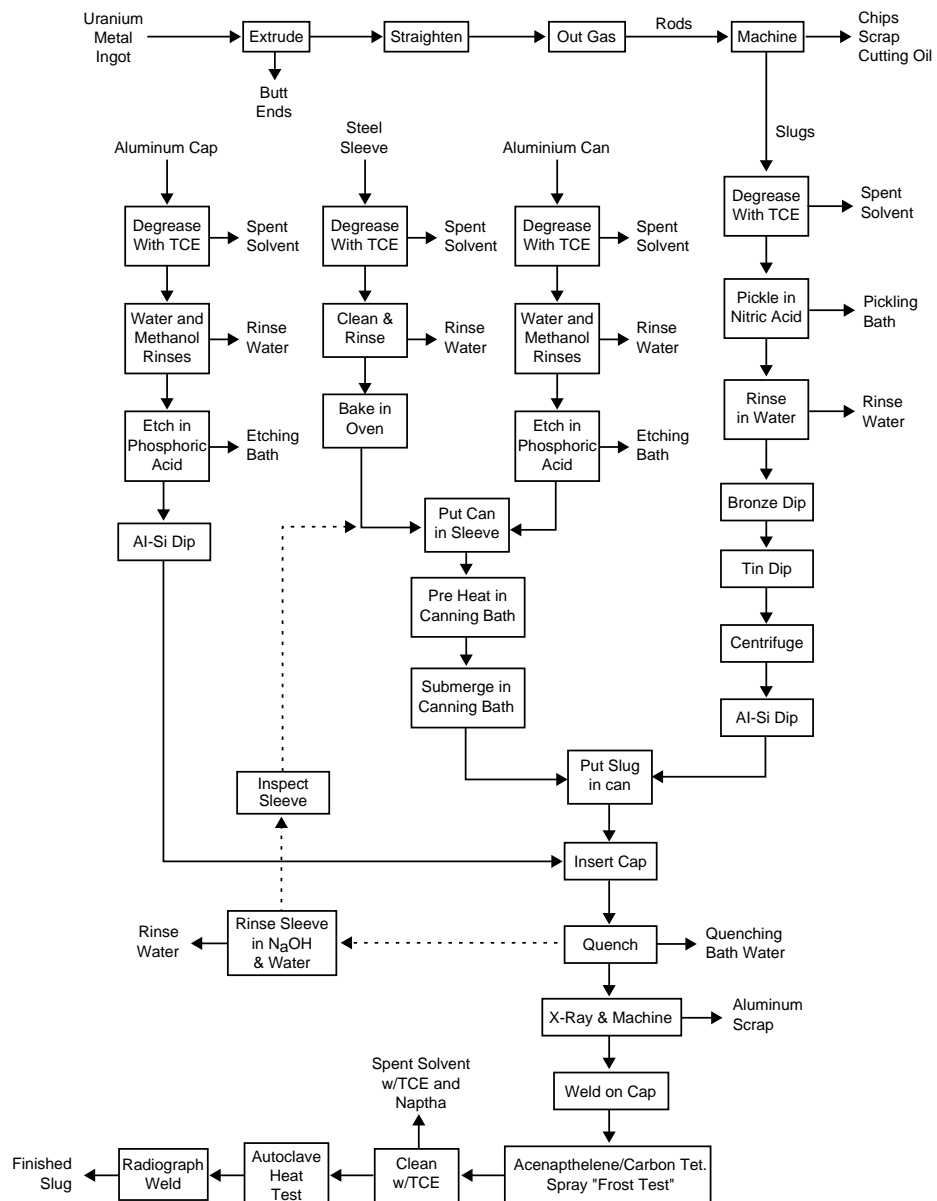 Uranium
Metal
Ingot
Extrude
Straighten
Out Gas
Rods
Machine
Chips
Scrap
Cutting Oil
Butt
Ends
Slugs
Aluminum Cap
Steel
Sleeve
Aluminium Can
Degrease
With TCE
Spent
Solvent
Degrease
With TCE
Spent
Solvent
Degrease
With TCE
Spent
Solvent
Degrease
With TCE
Spent
Solvent
Water and
Methanol
Rinses
Rinse
Water
Clean &
Rinse
Rinse
Water
Water and
Methanol
Rinses
Rinse
Water
Pickle in
Nitric Acid
Pickling
Bath
Etch in
Phosphoric
Acid
Etching
Bath
Bake in
Oven
Etch in
Phosphoric
Acid
Etching
Bath
Rinse
in Water
Rinse
Water
Al-Si Dip
Put Can
in Sleeve
Bronze Dip
Pre Heat in
Canning Bath
Tin Dip
Submerge in
Canning Bath
Centrifuge
Al-Si Dip
Inspect
Sleeve
Put Slug
in can
Insert Cap
Rinse
Water
Rinse Sleeve
in NaOH
& Water
Quench
Quenching
Bath Water
X-Ray & Machine
Aluminum
Scrap
Spent Solvent
w/TCE and
Naptha
Weld on Cap
Finished
Slug
Radiograph
Weld
Autoclave
Heat
Test
Clean
w/TCE
Acenapthelene/Carbon Tet.
Spray "Frost Test"